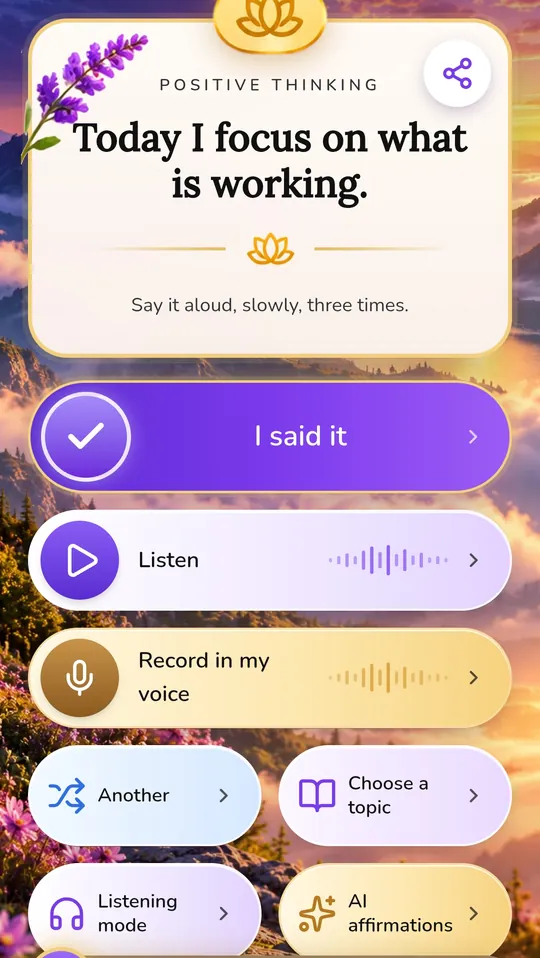 POSITIVE THINKING
Today I focus on what
is working.
Say it aloud, slowly, three times.
I said it
Listen
Record in my
voice
Another
Choose a
topic
Listening
mode
AI
affirmations